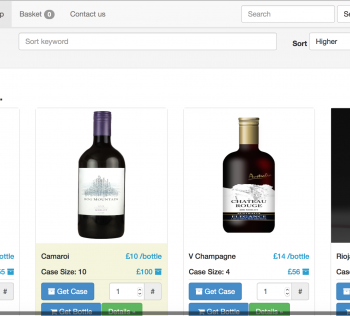 p Basket 0 Contact us Search Se
Sort keyword Sort Higher
Camaroi £10 /bottle
Case Size: 10 £100
Get Case 1 #
Get Bottle Details »
CHATEAU
ROUGE
ELEGANCE
V Champagne £14 /bottle
Case Size: 4 £56
Get Case 1 #
Get Bottle Details »
/bottle
Rioja
Case